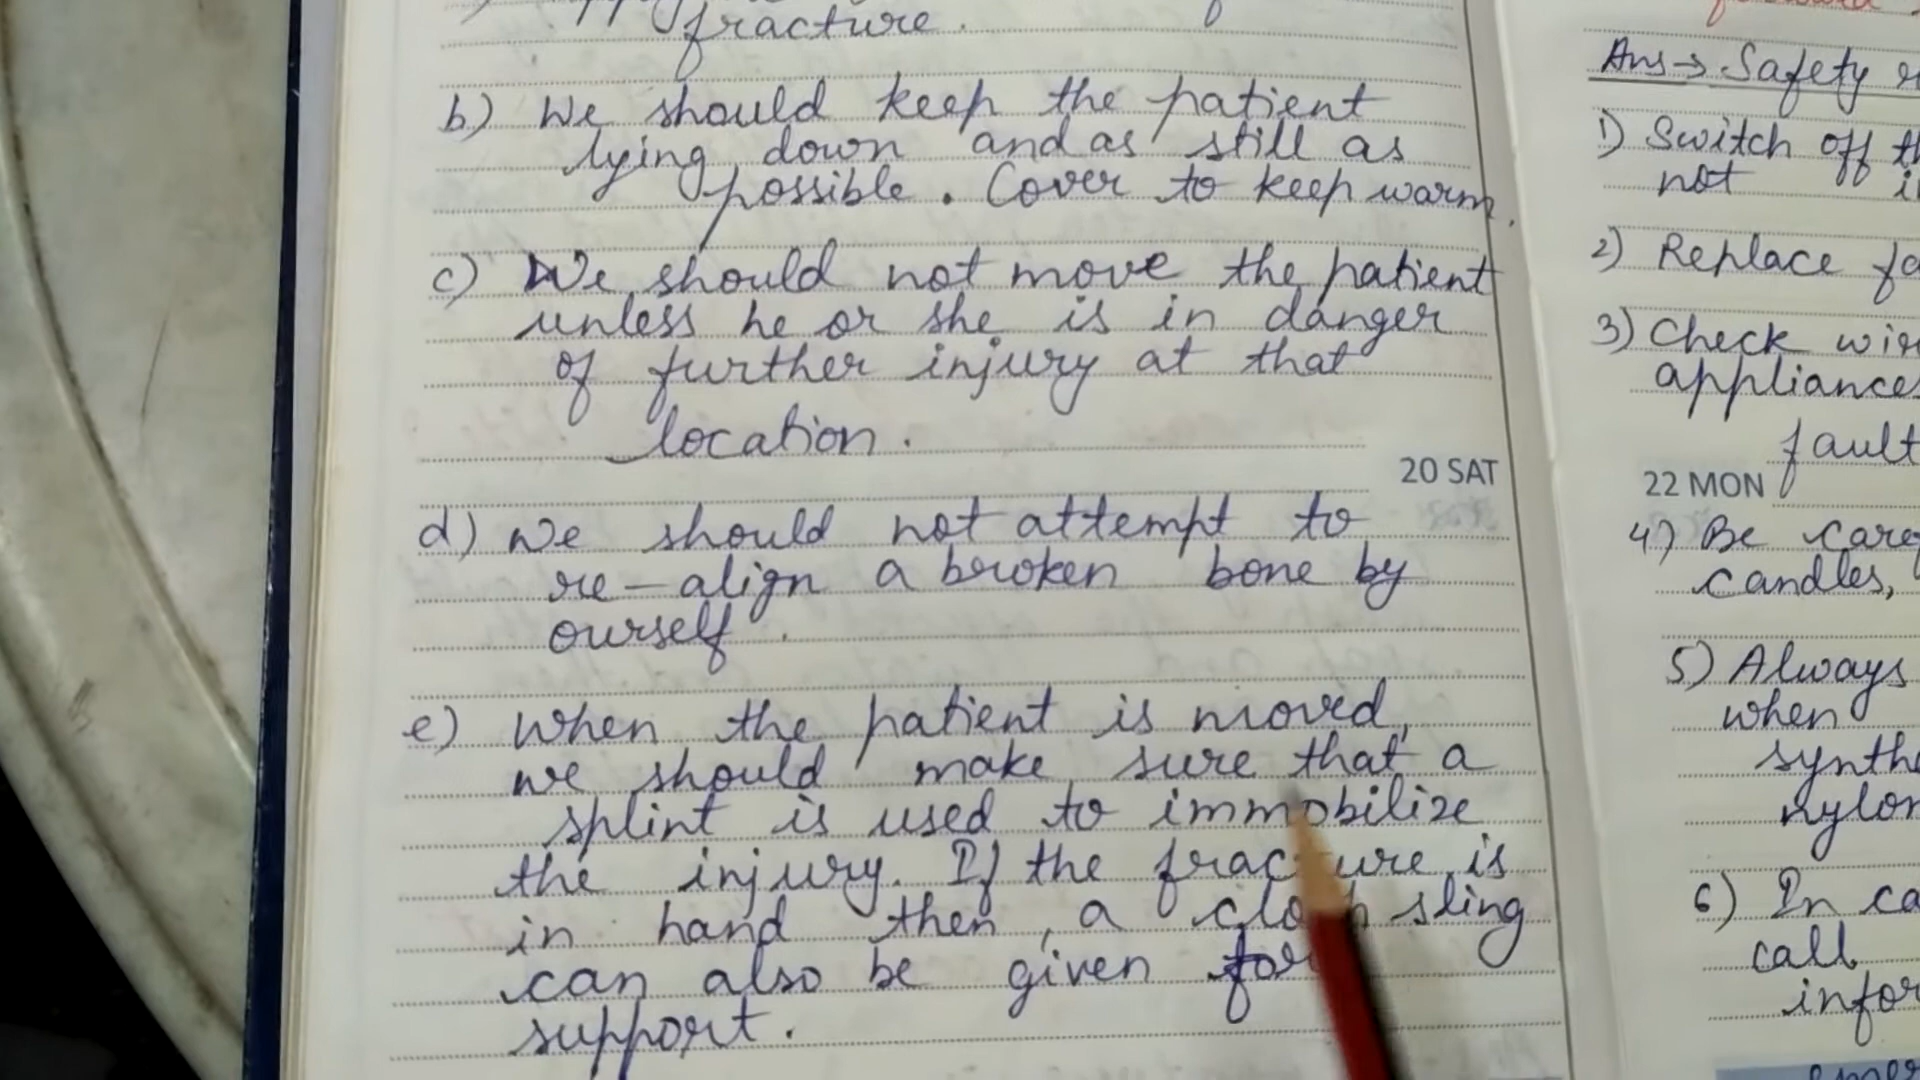 fracture.
b) We should keep the patient
lying down and as still as
possible. Cover to keep warm.
c) We should not move the patient
unless he or she is in danger
of further injury at that
location.
20 SAT
d) We should not attempt to
re-align a broken bone by
ourself.
e) When the patient is moved,
we should make sure that a
splint is used to immobilize
the injury. If the fracture is
in hand then, a cloth sling
can also be given for
support.
Ans→ Safety
1) Switch off
not
2) Replace
3) Check
appliances
fault
22 MON
4) Be
candles,
5) Always
when
6) In
call